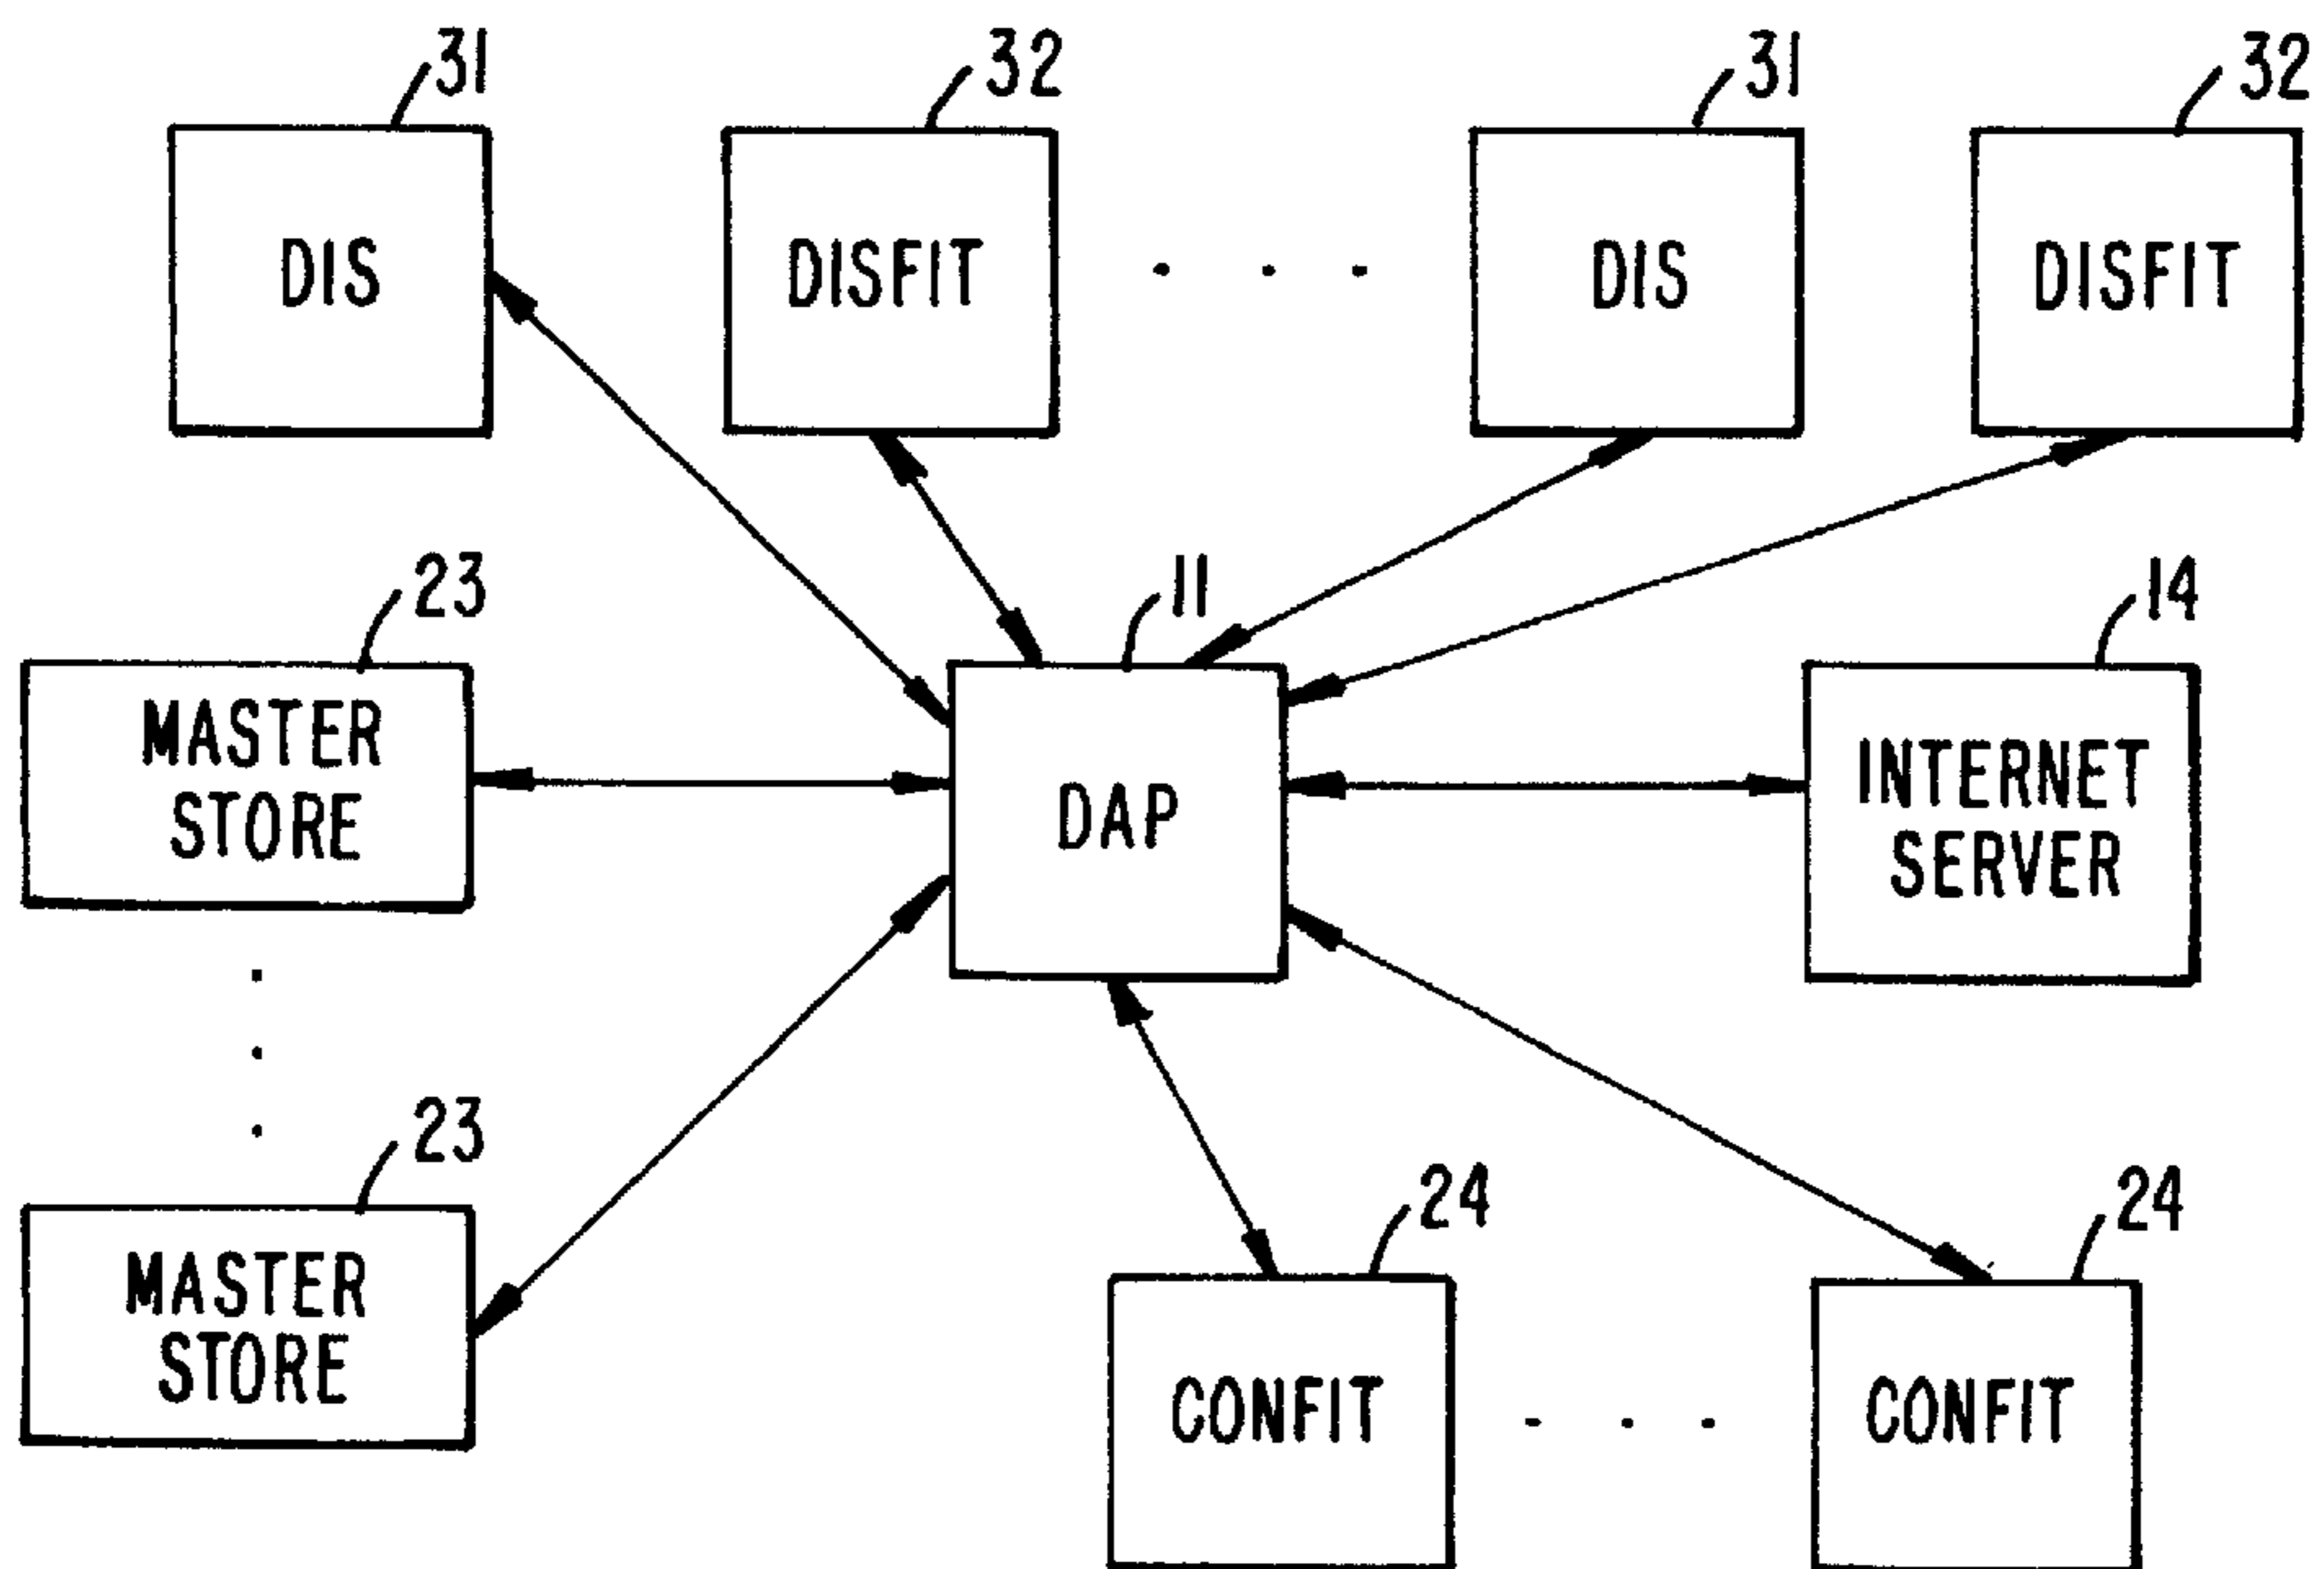 31
32
31
32
DIS
DISFIT
DIS
DISFIT
23
11
14
MASTER
STORE
DAP
INTERNET
SERVER
23
24
24
MASTER
STORE
CONFIT
CONFIT